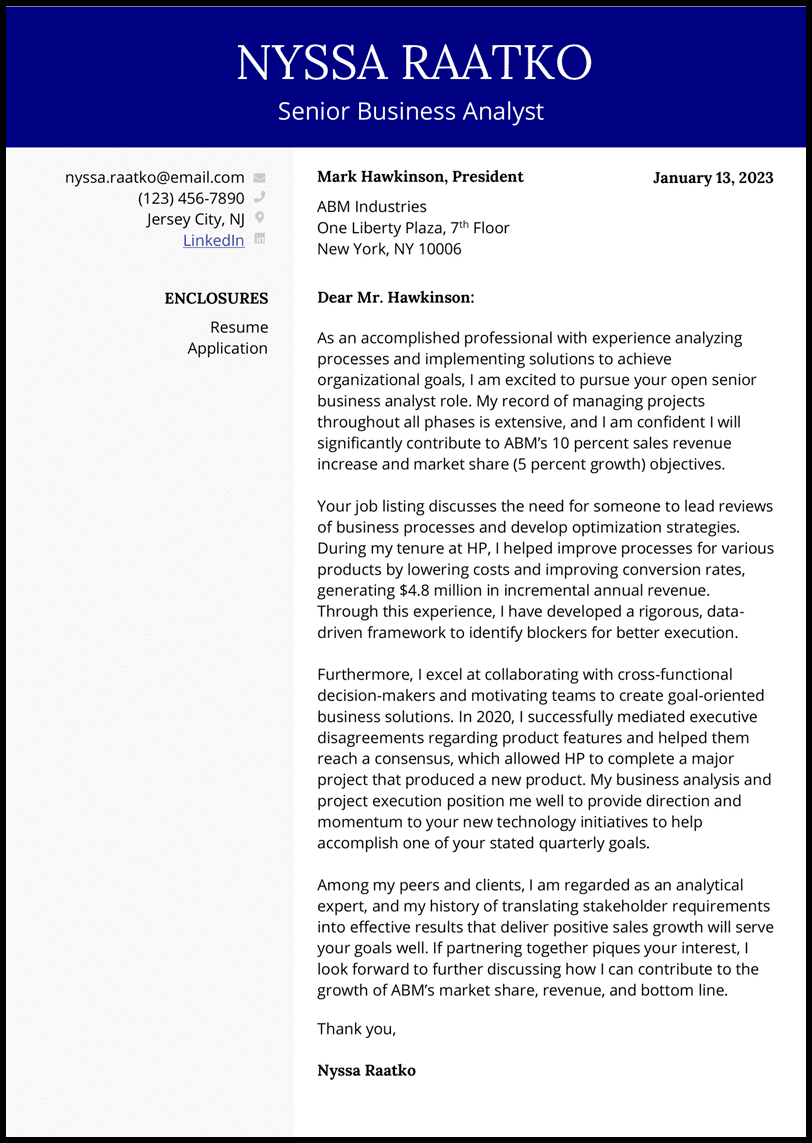 NYSSA RAATKO
Senior Business Analyst
nyssa.raatko@email.com
(123) 456-7890
Jersey City, NJ
LinkedIn
ENCLOSURES
Resume
Application
Mark Hawkinson, President
January 13, 2023
ABM Industries
One Liberty Plaza, 7th Floor
New York, NY 10006
Dear Mr. Hawkinson:
As an accomplished professional with experience analyzing
processes and implementing solutions to achieve
organizational goals, I am excited to pursue your open senior
business analyst role. My record of managing projects
throughout all phases is extensive, and I am confident I will
significantly contribute to ABM’s 10 percent sales revenue
increase and market share (5 percent growth) objectives.
Your job listing discusses the need for someone to lead reviews
of business processes and develop optimization strategies.
During my tenure at HP, I helped improve processes for various
products by lowering costs and improving conversion rates,
generating $4.8 million in incremental annual revenue.
Through this experience, I have developed a rigorous, data-
driven framework to identify blockers for better execution.
Furthermore, I excel at collaborating with cross-functional
decision-makers and motivating teams to create goal-oriented
business solutions. In 2020, I successfully mediated executive
disagreements regarding product features and helped them
reach a consensus, which allowed HP to complete a major
project that produced a new product. My business analysis and
project execution position me well to provide direction and
momentum to your new technology initiatives to help
accomplish one of your stated quarterly goals.
Among my peers and clients, I am regarded as an analytical
expert, and my history of translating stakeholder requirements
into effective results that deliver positive sales growth will serve
your goals well. If partnering together piques your interest, I
look forward to further discussing how I can contribute to the
growth of ABM’s market share, revenue, and bottom line.
Thank you,
Nyssa Raatko